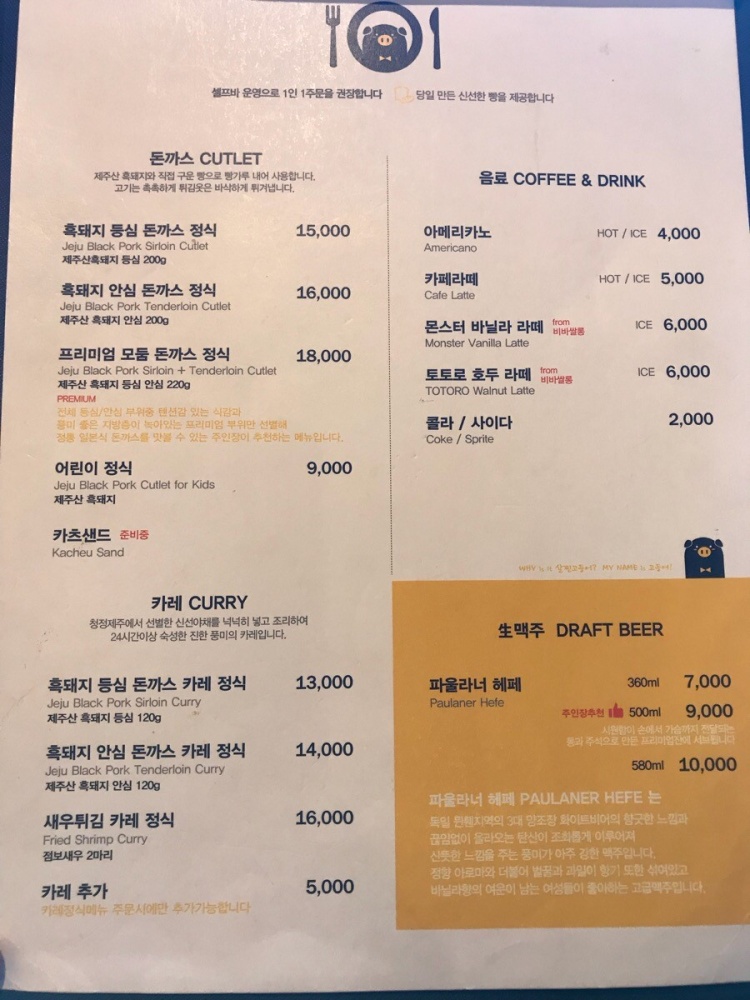 셀프바 운영으로 1인 1주문을 권장합니다
당일 만든 신선한 빵을 제공합니다
돈까스 CUTLET
제주산 흑돼지와 직접 구운 빵으로 빵가루 내어 사용합니다.
고기는 촉촉하게 튀김옷은 바삭하게 튀겨냅니다.
흑돼지 등심 돈까스 정식 15,000
Jeju Black Pork Sirloin Cutlet
제주산흑돼지 등심 200g
흑돼지 안심 돈까스 정식 16,000
Jeju Black Pork Tenderloin Cutlet
제주산 흑돼지 안심 200g
프리미엄 모둠 돈까스 정식 18,000
Jeju Black Pork Sirloin + Tenderloin Cutlet
제주산 흑돼지 등심 안심 220g
PREMIUM
전체 등심/안심 부위중 텐션감 있는 식감과
풍미 좋은 지방층이 녹아있는 프리미엄 부위만 선별해
정통 일본식 돈까스를 맛볼 수 있는 주인장이 추천하는 메뉴입니다.
어린이 정식 9,000
Jeju Black Pork Cutlet for Kids
제주산 흑돼지
카츠샌드 준비중
Kacheu Sand
카레 CURRY
청정제주에서 선별한 신선야채를 넉넉히 넣고 조리하여
24시간이상 숙성한 진한 풍미의 카레입니다.
흑돼지 등심 돈까스 카레 정식 13,000
Jeju Black Pork Sirloin Curry
제주산 흑돼지 등심 120g
흑돼지 안심 돈까스 카레 정식 14,000
Jeju Black Pork Tenderloin Curry
제주산 흑돼지 안심 120g
새우튀김 카레 정식 16,000
Fried Shrimp Curry
점보새우 2마리
카레 추가 5,000
카레정식메뉴 주문시에만 추가가능합니다
음료 COFFEE & DRINK
아메리카노 HOT / ICE 4,000
Americano
카페라떼 HOT / ICE 5,000
Cafe Latte
몬스터 바닐라 라떼 from 비바쌀롱 ICE 6,000
Monster Vanilla Latte
토토로 호두 라떼 from 비바쌀롱 ICE 6,000
TOTORO Walnut Latte
콜라 / 사이다 2,000
Coke / Sprite
MY NAME is
生맥주 DRAFT BEER
파울라너 헤페 360ml 7,000
Paulaner Hefe
주인장추천 500ml 9,000
시원함이 손에서 가슴까지 전달되는
동과 주석으로 만든 프리미엄잔에 서브됩니다
580ml 10,000
파울라너 헤페 PAULANER HEFE 는
독일 뮌헨지역의 3대 양조장 화이트비어의 향긋한 느낌과
끊임없이 올라오는 탄산이 조화롭게 이루어져
산뜻한 느낌을 주는 풍미가 아주 강한 맥주입니다.
정향 아로마와 더불어 벌꿀과 과일이 향기 또한 섞여있고
바닐라향의 여운이 남는 여성들이 좋아하는 고급맥주입니다.